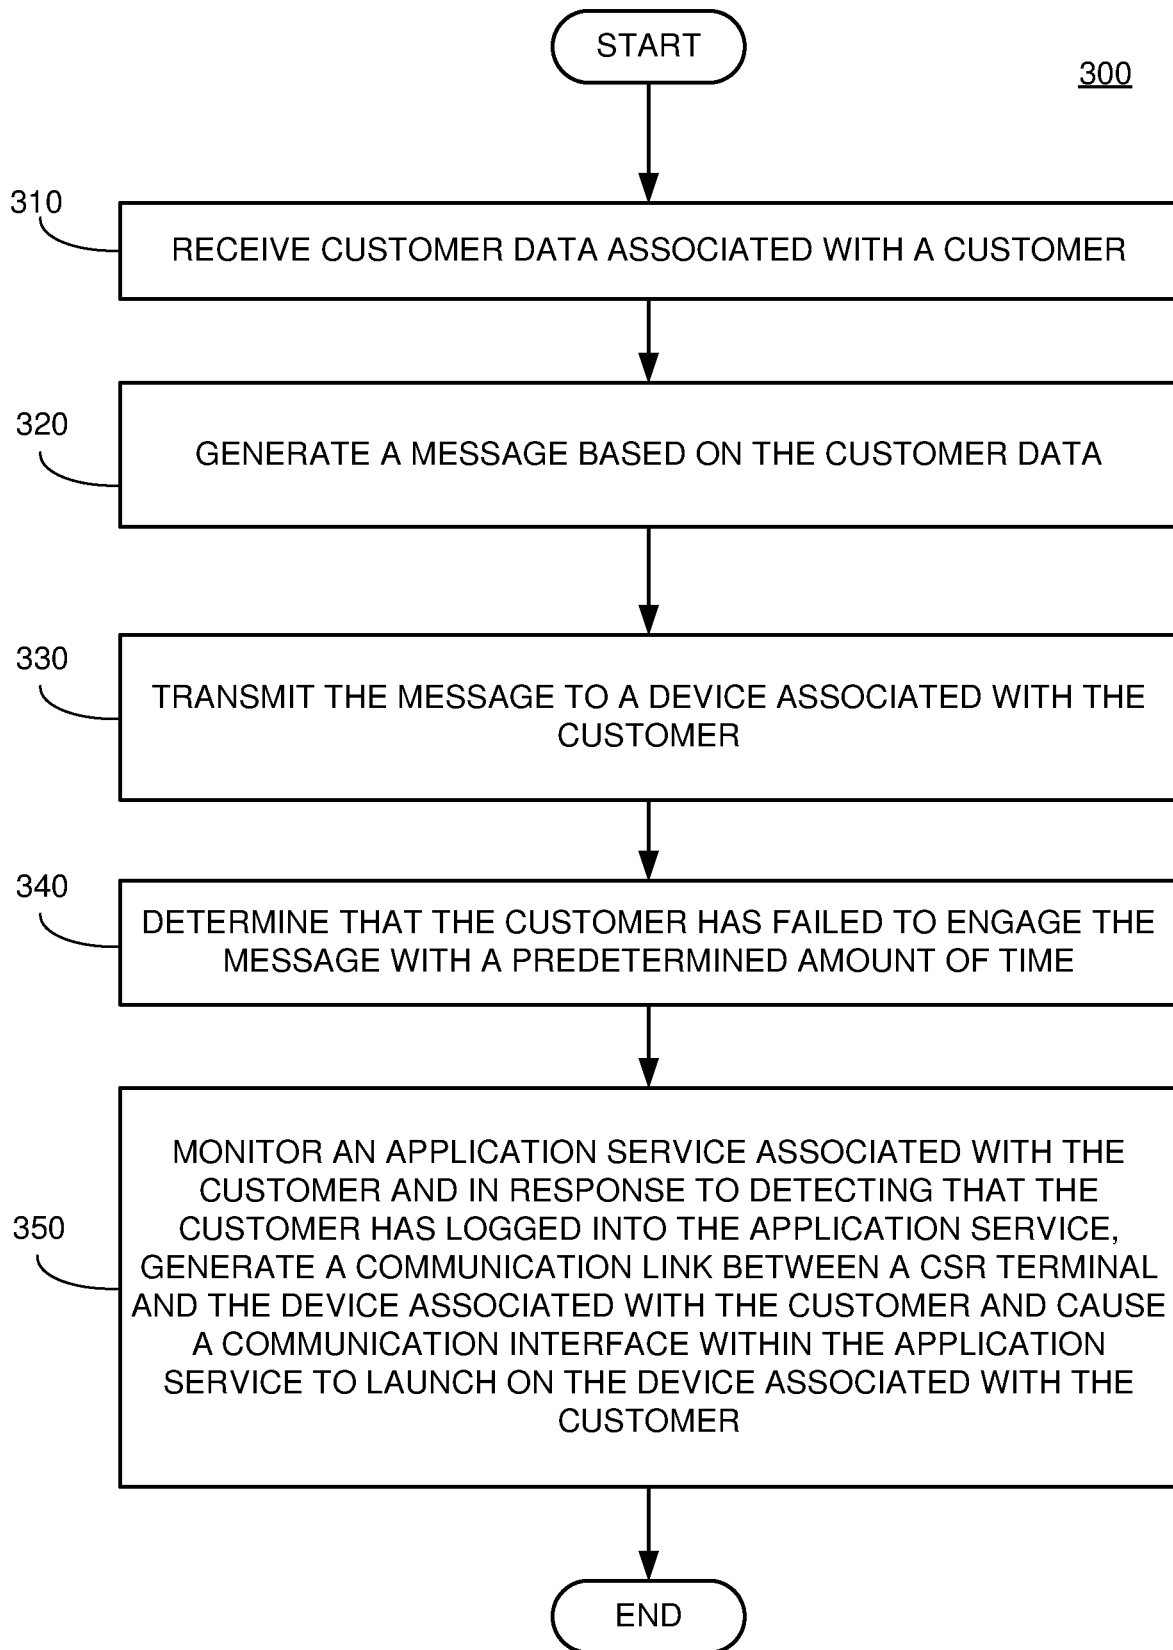 START
300
310
RECEIVE CUSTOMER DATA ASSOCIATED WITH A CUSTOMER
320
GENERATE A MESSAGE BASED ON THE CUSTOMER DATA
330
TRANSMIT THE MESSAGE TO A DEVICE ASSOCIATED WITH THE
CUSTOMER
340
DETERMINE THAT THE CUSTOMER HAS FAILED TO ENGAGE THE
MESSAGE WITH A PREDETERMINED AMOUNT OF TIME
350
MONITOR AN APPLICATION SERVICE ASSOCIATED WITH THE
CUSTOMER AND IN RESPONSE TO DETECTING THAT THE
CUSTOMER HAS LOGGED INTO THE APPLICATION SERVICE,
GENERATE A COMMUNICATION LINK BETWEEN A CSR TERMINAL
AND THE DEVICE ASSOCIATED WITH THE CUSTOMER AND CAUSE
A COMMUNICATION INTERFACE WITHIN THE APPLICATION
SERVICE TO LAUNCH ON THE DEVICE ASSOCIATED WITH THE
CUSTOMER
END